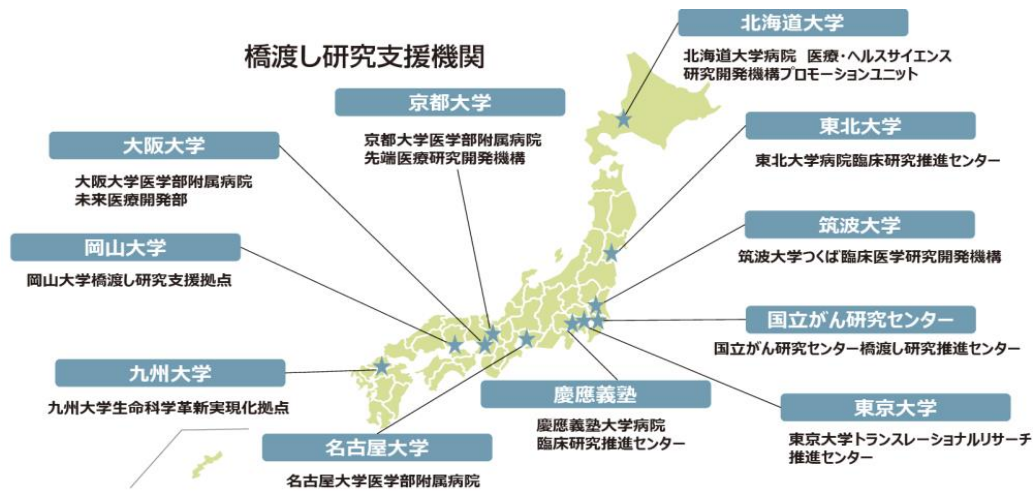 橋渡し研究支援機関
北海道大学
北海道大学病院　医療・ヘルスサイエンス
研究開発機構プロモーションユニット
京都大学
京都大学医学部附属病院
先端医療研究開発機構
東北大学
東北大学病院臨床研究推進センター
大阪大学
大阪大学医学部附属病院
未来医療開発部
筑波大学
筑波大学つくば臨床医学研究開発機構
岡山大学
岡山大学橋渡し研究支援拠点
国立がん研究センター
国立がん研究センター橋渡し研究推進センター
九州大学
九州大学生命科学革新実現化拠点
慶應義塾
慶應義塾大学病院
臨床研究推進センター
東京大学
東京大学トランスレーショナルリサーチ
推進センター
名古屋大学
名古屋大学医学部附属病院